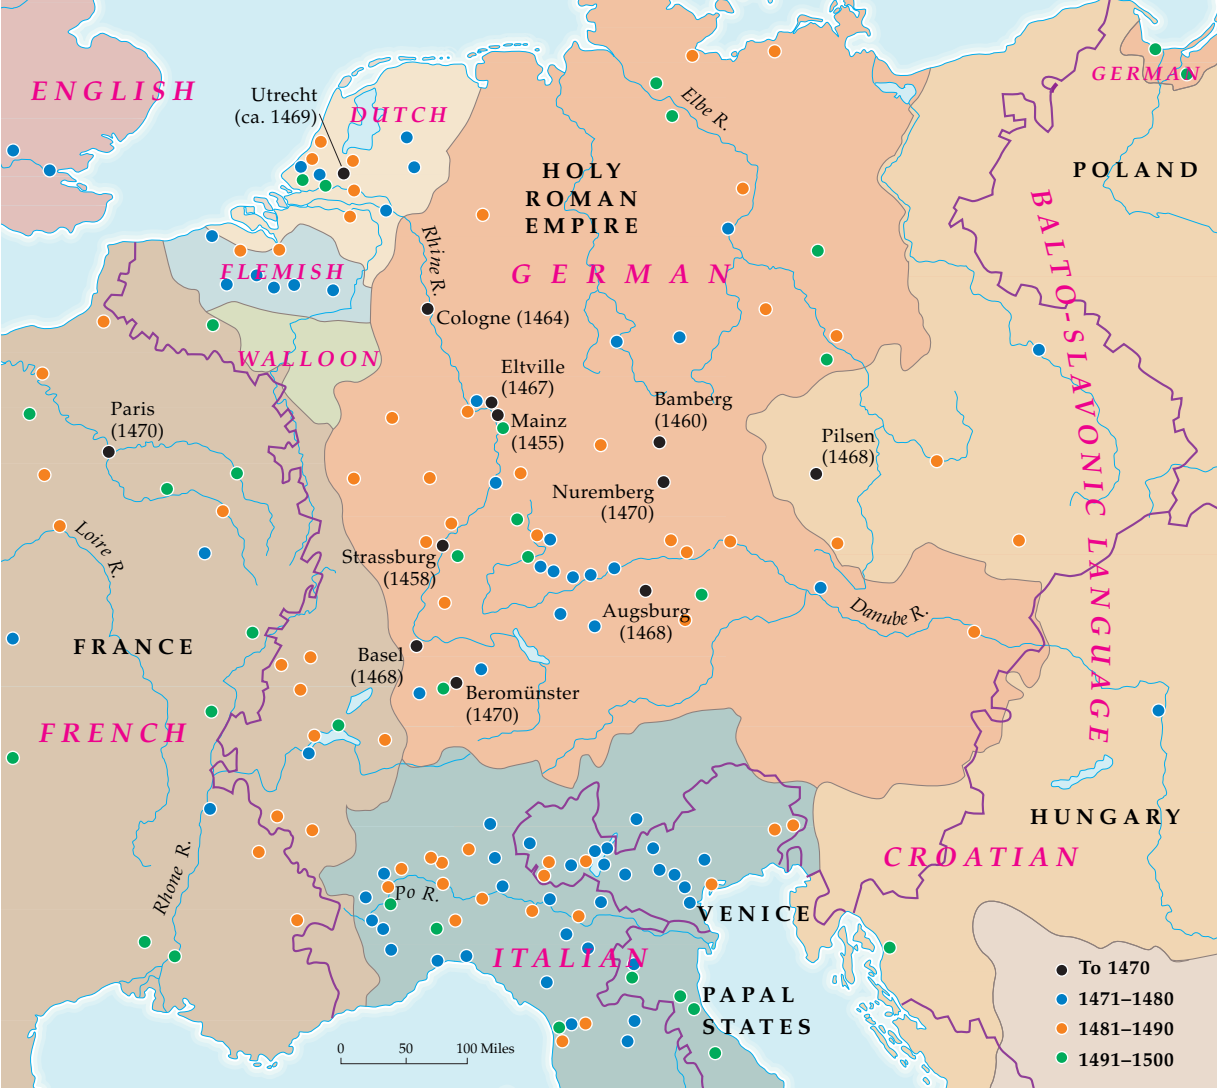 ENGLISH
GERMAN
Utrecht
(ca. 1469)
DUTCH
Elbe R.
HOLY
ROMAN
EMPIRE
POLAND
BALTO-SLAVONIC LANGUAGE
Rhine R.
FLEMISH
GERMAN
Cologne (1464)
WALLOON
Eltville
(1467)
Mainz
(1455)
Bamberg
(1460)
Paris
(1470)
Pilsen
(1468)
Nuremberg
(1470)
Loire R.
Strassburg
(1458)
Augsburg
(1468)
Danube R.
FRANCE
Basel
(1468)
Beromünster
(1470)
FRENCH
HUNGARY
CROATIAN
Rhone R.
Po R.
VENICE
ITALIAN
PAPAL
STATES
To 1470
1471–1480
1481–1490
1491–1500
0 50 100 Miles